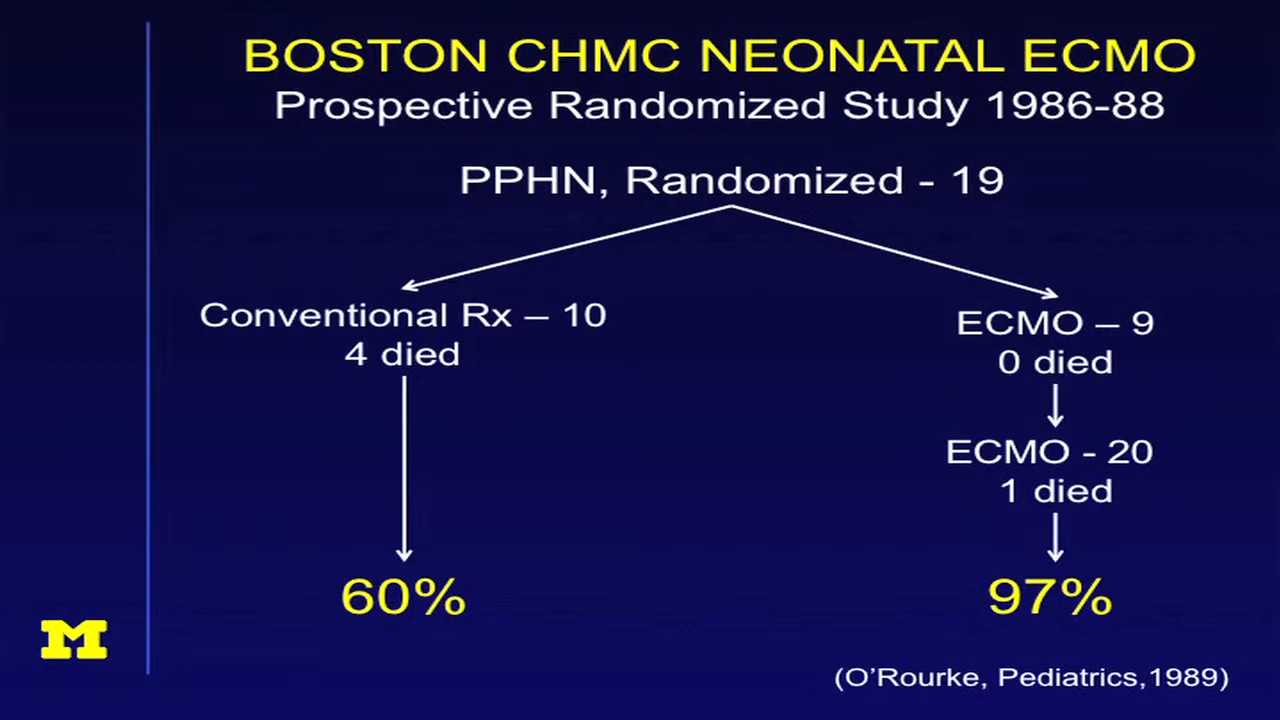 BOSTON CHMC NEONATAL ECMO
Prospective Randomized Study 1986-88
PPHN, Randomized - 19
Conventional Rx – 10
4 died
ECMO – 9
0 died
ECMO - 20
1 died
60%
97%
M
(O'Rourke, Pediatrics,1989)